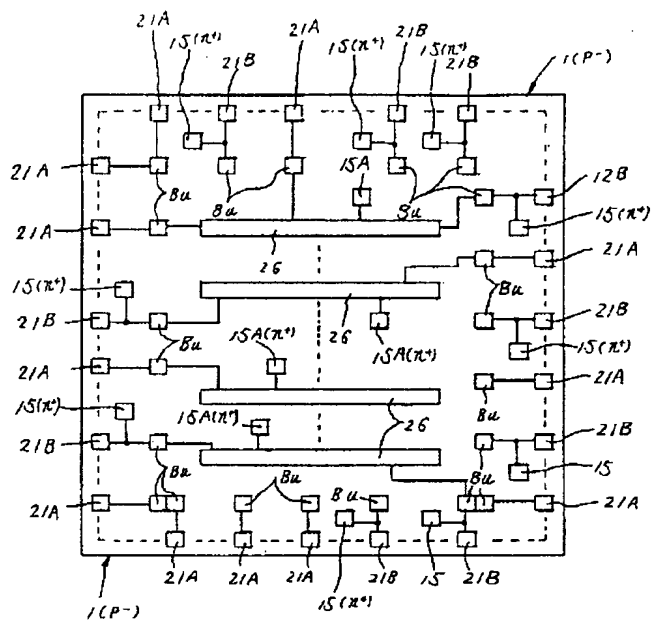 21A 15(n+) 21B 21A 15(n+) 21B 15(n+) 21B 1(P-)
21A Bu Bu 15A Bu 12B
21A 26 15(n+)
15(n+) 21A
21B Bu 26 15A(n+) Bu 21B
21A 15A(n+) 15(n+)
15(n+) 15A(n+) 26 Bu 21A
21B 21B
Bu Bu Bu Bu 15
21A 21A
21A 21A 21A 15(n+) 21B 15 21B
1(P-)